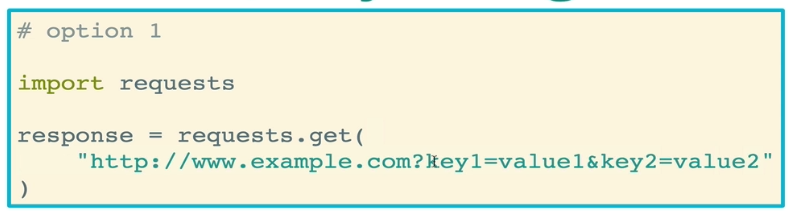 # option 1
import requests
response = requests.get(
"http://www.example.com?key1=value1&key2=value2"
)